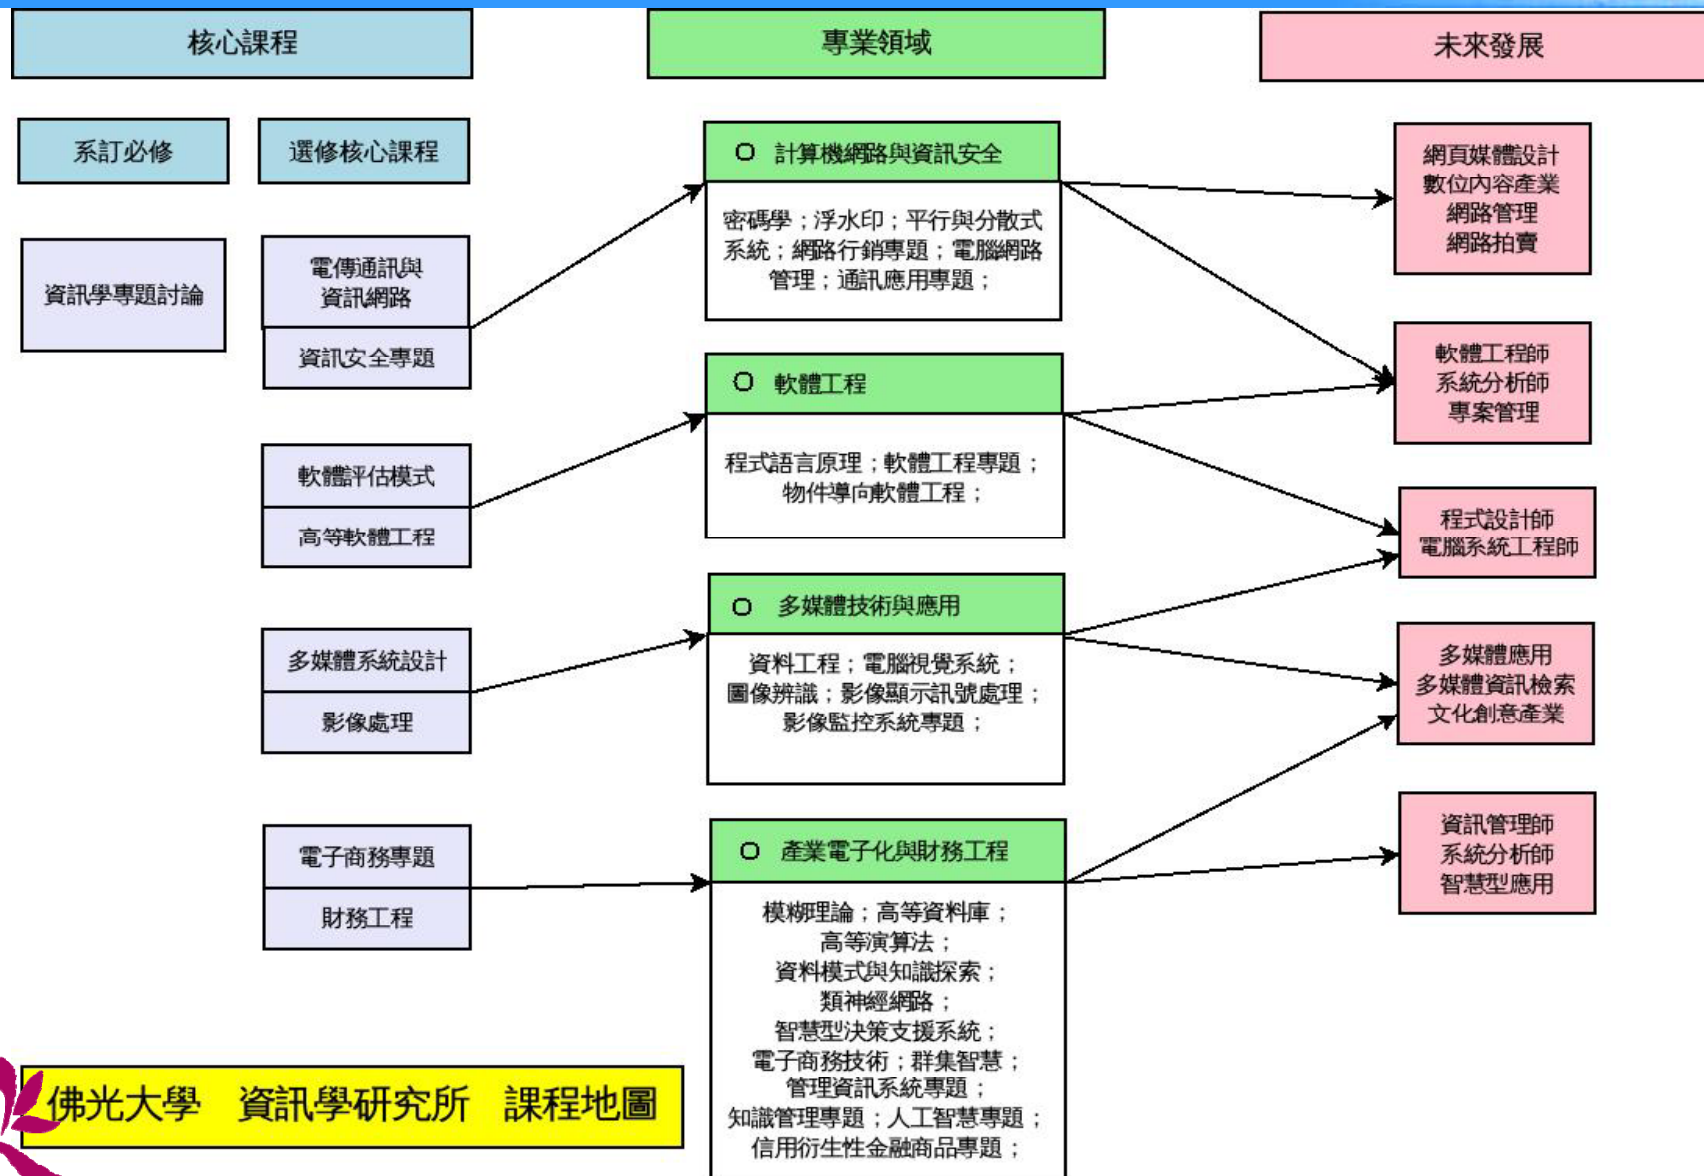 核心課程
專業領域
未來發展
系訂必修
選修核心課程
資訊學專題討論
電傳通訊與
資訊網路
資訊安全專題
軟體評估模式
高等軟體工程
多媒體系統設計
影像處理
電子商務專題
財務工程
計算機網路與資訊安全
密碼學；浮水印；平行與分散式
系統；網路行銷專題；電腦網路
管理；通訊應用專題；
軟體工程
程式語言原理；軟體工程專題；
物件導向軟體工程；
多媒體技術與應用
資料工程；電腦視覺系統；
圖像辨識；影像顯示訊號處理；
影像監控系統專題；
產業電子化與財務工程
模糊理論；高等資料庫；
高等演算法；
資料模式與知識探索；
類神經網路；
智慧型決策支援系統；
電子商務技術；群集智慧；
管理資訊系統專題；
知識管理專題；人工智慧專題；
信用衍生性金融商品專題；
網頁媒體設計
數位內容產業
網路管理
網路拍賣
軟體工程師
系統分析師
專案管理
程式設計師
電腦系統工程師
多媒體應用
多媒體資訊檢索
文化創意產業
資訊管理師
系統分析師
智慧型應用
佛光大學 資訊學研究所 課程地圖